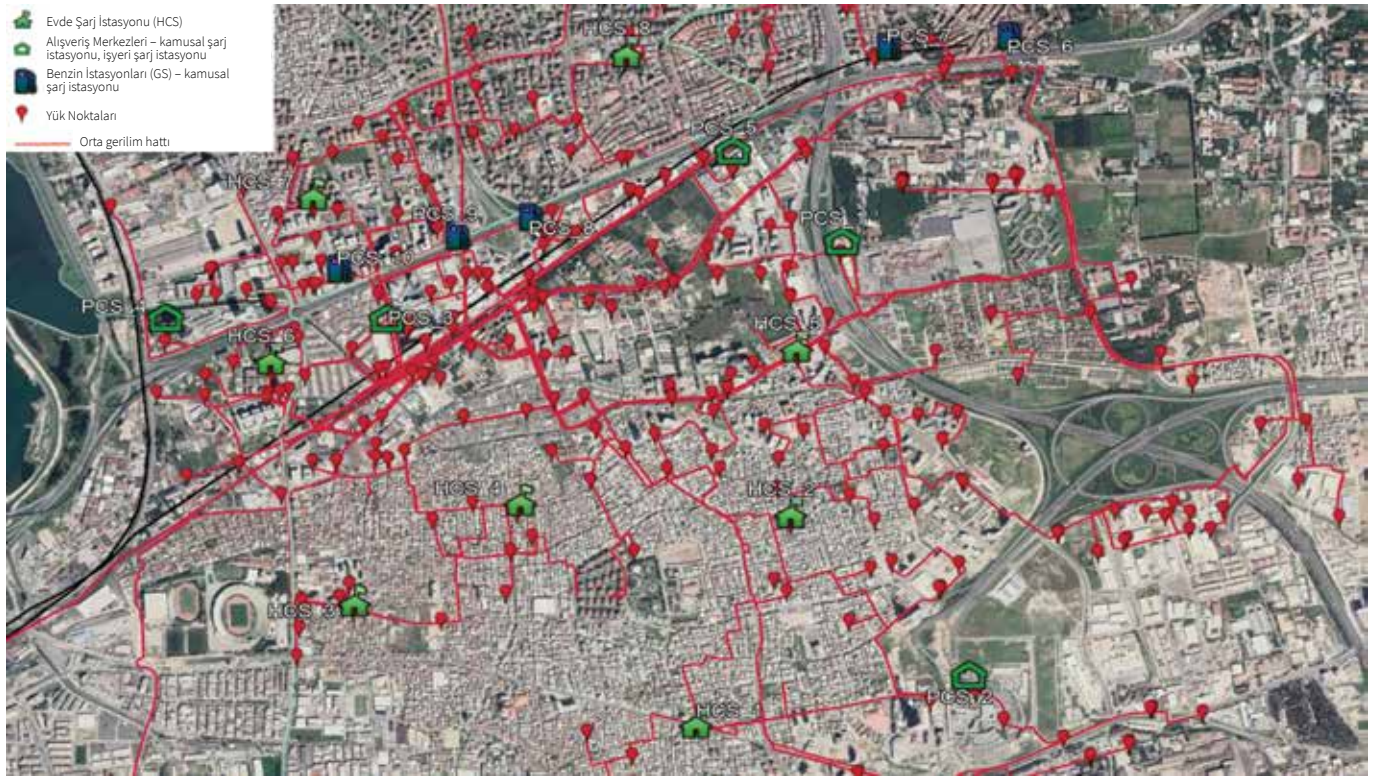 Evde Şarj İstasyonu (HCS)
Alışveriş Merkezleri – kamusal şarj
istasyonu, işyeri şarj istasyonu
Benzin İstasyonları (GS) – kamusal
şarj istasyonu
Yük Noktaları
Orta gerilim hattı
HCS_8
PCS_7
PCS_6
PCS_5
HCS_7
PCS_9
PCS_8
PCS_1
PCS_10
PCS_4
PCS_3
HCS_6
HCS_5
HCS_4
HCS_2
HCS_3
PCS_2
HCS